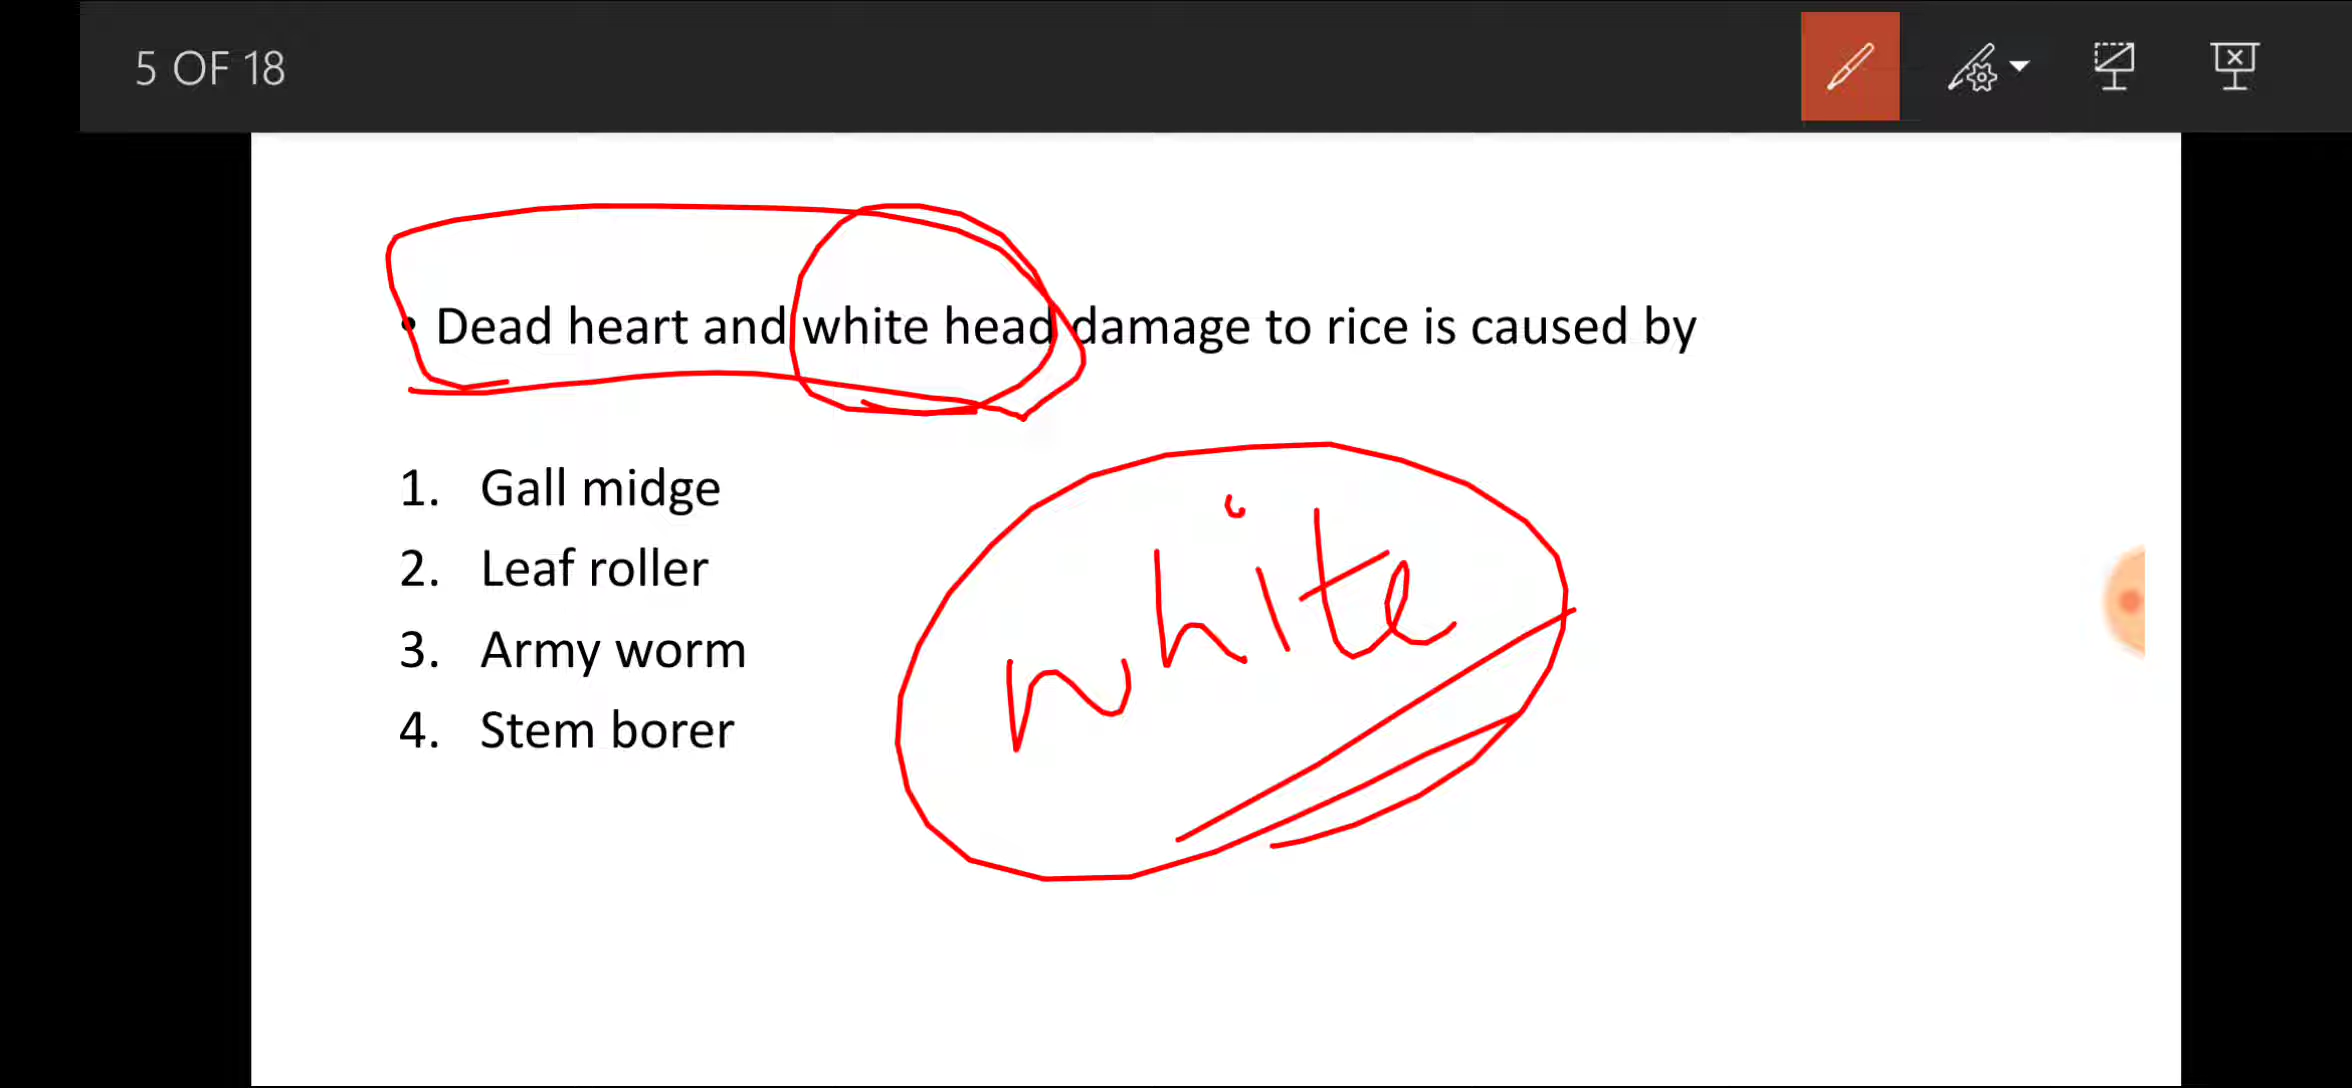 5 OF 18
• Dead heart and white head damage to rice is caused by
1. Gall midge
2. Leaf roller
3. Army worm
4. Stem borer
white